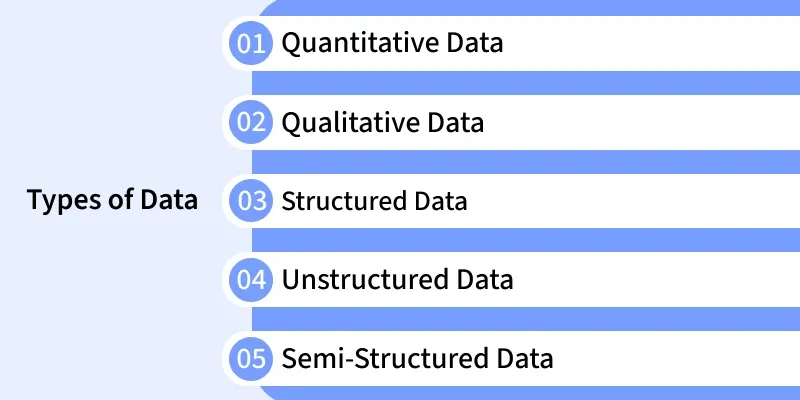 Types of Data
01 Quantitative Data
02 Qualitative Data
03 Structured Data
04 Unstructured Data
05 Semi-Structured Data